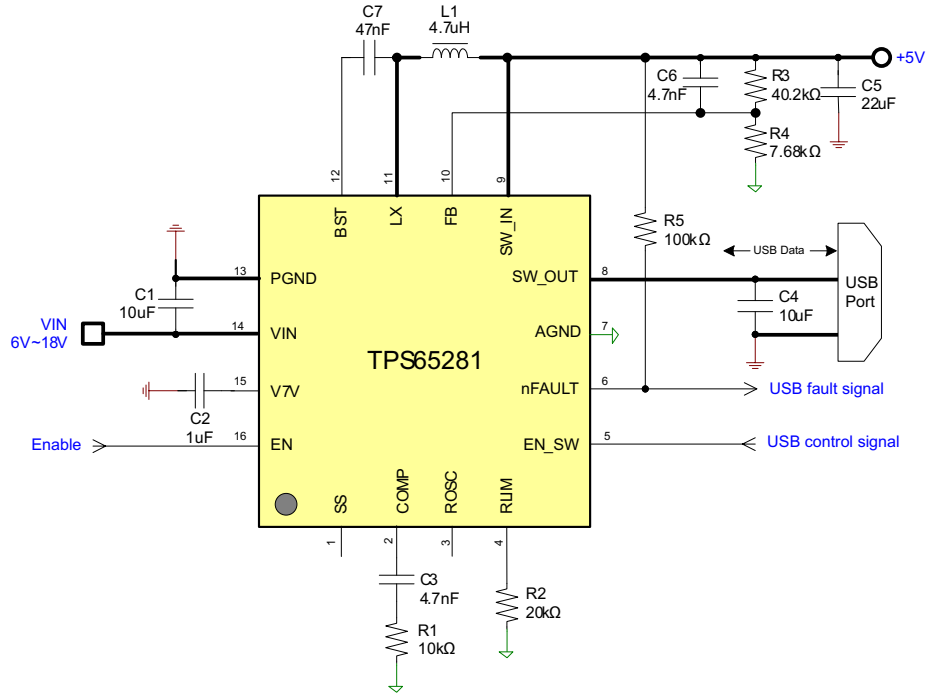 C7
47nF
L1
4.7uH
+5V
C6
4.7nF
R3
40.2kΩ
C5
22uF
R4
7.68kΩ
12
11
10
9
BST
LX
FB
SW_IN
R5
100kΩ
USB Data
13
PGND
SW_OUT
8
USB
Port
C1
10uF
C4
10uF
VIN
6V~18V
14
VIN
AGND
7
TPS65281
15
V7V
nFAULT
6
USB fault signal
C2
1uF
Enable
16
EN
EN_SW
5
USB control signal
SS
COMP
ROSC
RLIM
1
2
3
4
C3
4.7nF
R2
20kΩ
R1
10kΩ